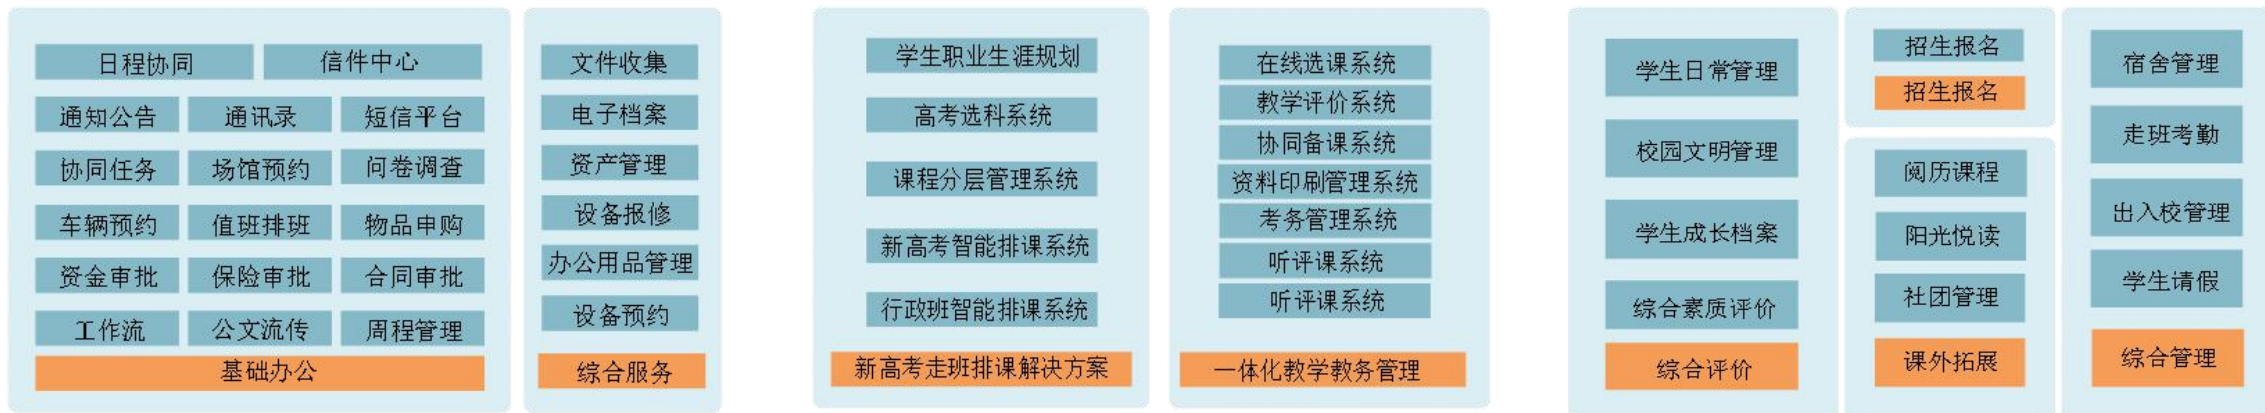 日程协同 信件中心
通知公告 通讯录 短信平台
协同任务 场馆预约 问卷调查
车辆预约 值班排班 物品申购
资金审批 保险审批 合同审批
工作流 公文流传 周程管理
基础办公
文件收集
电子档案
资产管理
设备报修
办公用品管理
设备预约
综合服务
学生职业生涯规划
高考选科系统
课程分层管理系统
新高考智能排课系统
行政班智能排课系统
新高考走班排课解决方案
在线选课系统
教学评价系统
协同备课系统
资料印刷管理系统
考务管理系统
听评课系统
听评课系统
一体化教学教务管理
学生日常管理
校园文明管理
学生成长档案
综合素质评价
综合评价
招生报名
招生报名
阅历课程
阳光悦读
社团管理
课外拓展
宿舍管理
走班考勤
出入校管理
学生请假
综合管理